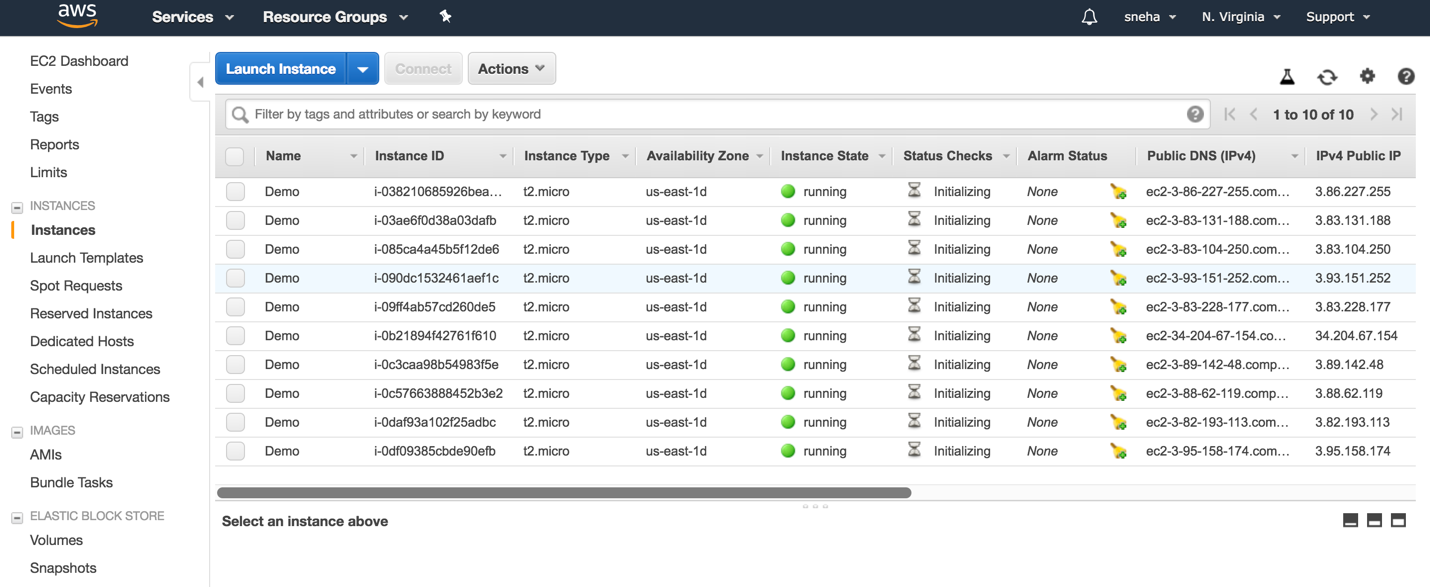 aws Services Resource Groups sneha N. Virginia Support
EC2 Dashboard
Events
Tags
Reports
Limits
INSTANCES
Instances
Launch Templates
Spot Requests
Reserved Instances
Dedicated Hosts
Scheduled Instances
Capacity Reservations
IMAGES
AMIs
Bundle Tasks
ELASTIC BLOCK STORE
Volumes
Snapshots
Launch Instance Connect Actions
Filter by tags and attributes or search by keyword 1 to 10 of 10
Name Instance ID Instance Type Availability Zone Instance State Status Checks Alarm Status Public DNS (IPv4) IPv4 Public IP
Demo i-038210685926bea... t2.micro us-east-1d running Initializing None ec2-3-86-227-255.com... 3.86.227.255
Demo i-03ae6f0d38a03dafb t2.micro us-east-1d running Initializing None ec2-3-83-131-188.com... 3.83.131.188
Demo i-085ca4a45b5f12de6 t2.micro us-east-1d running Initializing None ec2-3-83-104-250.com... 3.83.104.250
Demo i-090dc1532461aef1c t2.micro us-east-1d running Initializing None ec2-3-93-151-252.com... 3.93.151.252
Demo i-09ff4ab57cd260de5 t2.micro us-east-1d running Initializing None ec2-3-83-228-177.com... 3.83.228.177
Demo i-0b21894f42761f610 t2.micro us-east-1d running Initializing None ec2-34-204-67-154.co... 34.204.67.154
Demo i-0c3caa98b54983f5e t2.micro us-east-1d running Initializing None ec2-3-89-142-48.comp... 3.89.142.48
Demo i-0c57663888452b3e2 t2.micro us-east-1d running Initializing None ec2-3-88-62-119.comp... 3.88.62.119
Demo i-0daf93a102f25adbc t2.micro us-east-1d running Initializing None ec2-3-82-193-113.com... 3.82.193.113
Demo i-0df09385cbde90efb t2.micro us-east-1d running Initializing None ec2-3-95-158-174.com... 3.95.158.174
Select an instance above